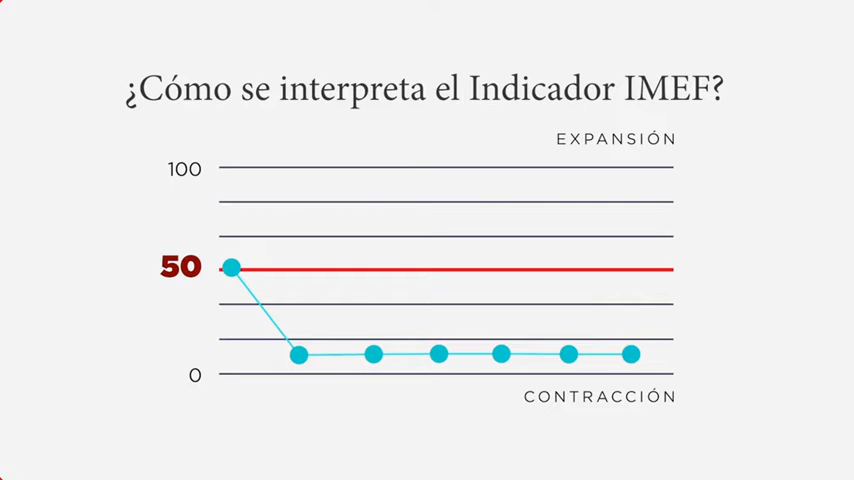 ¿Cómo se interpreta el Indicador IMEF?
EXPANSIÓN
100
50
0
CONTRACCIÓN